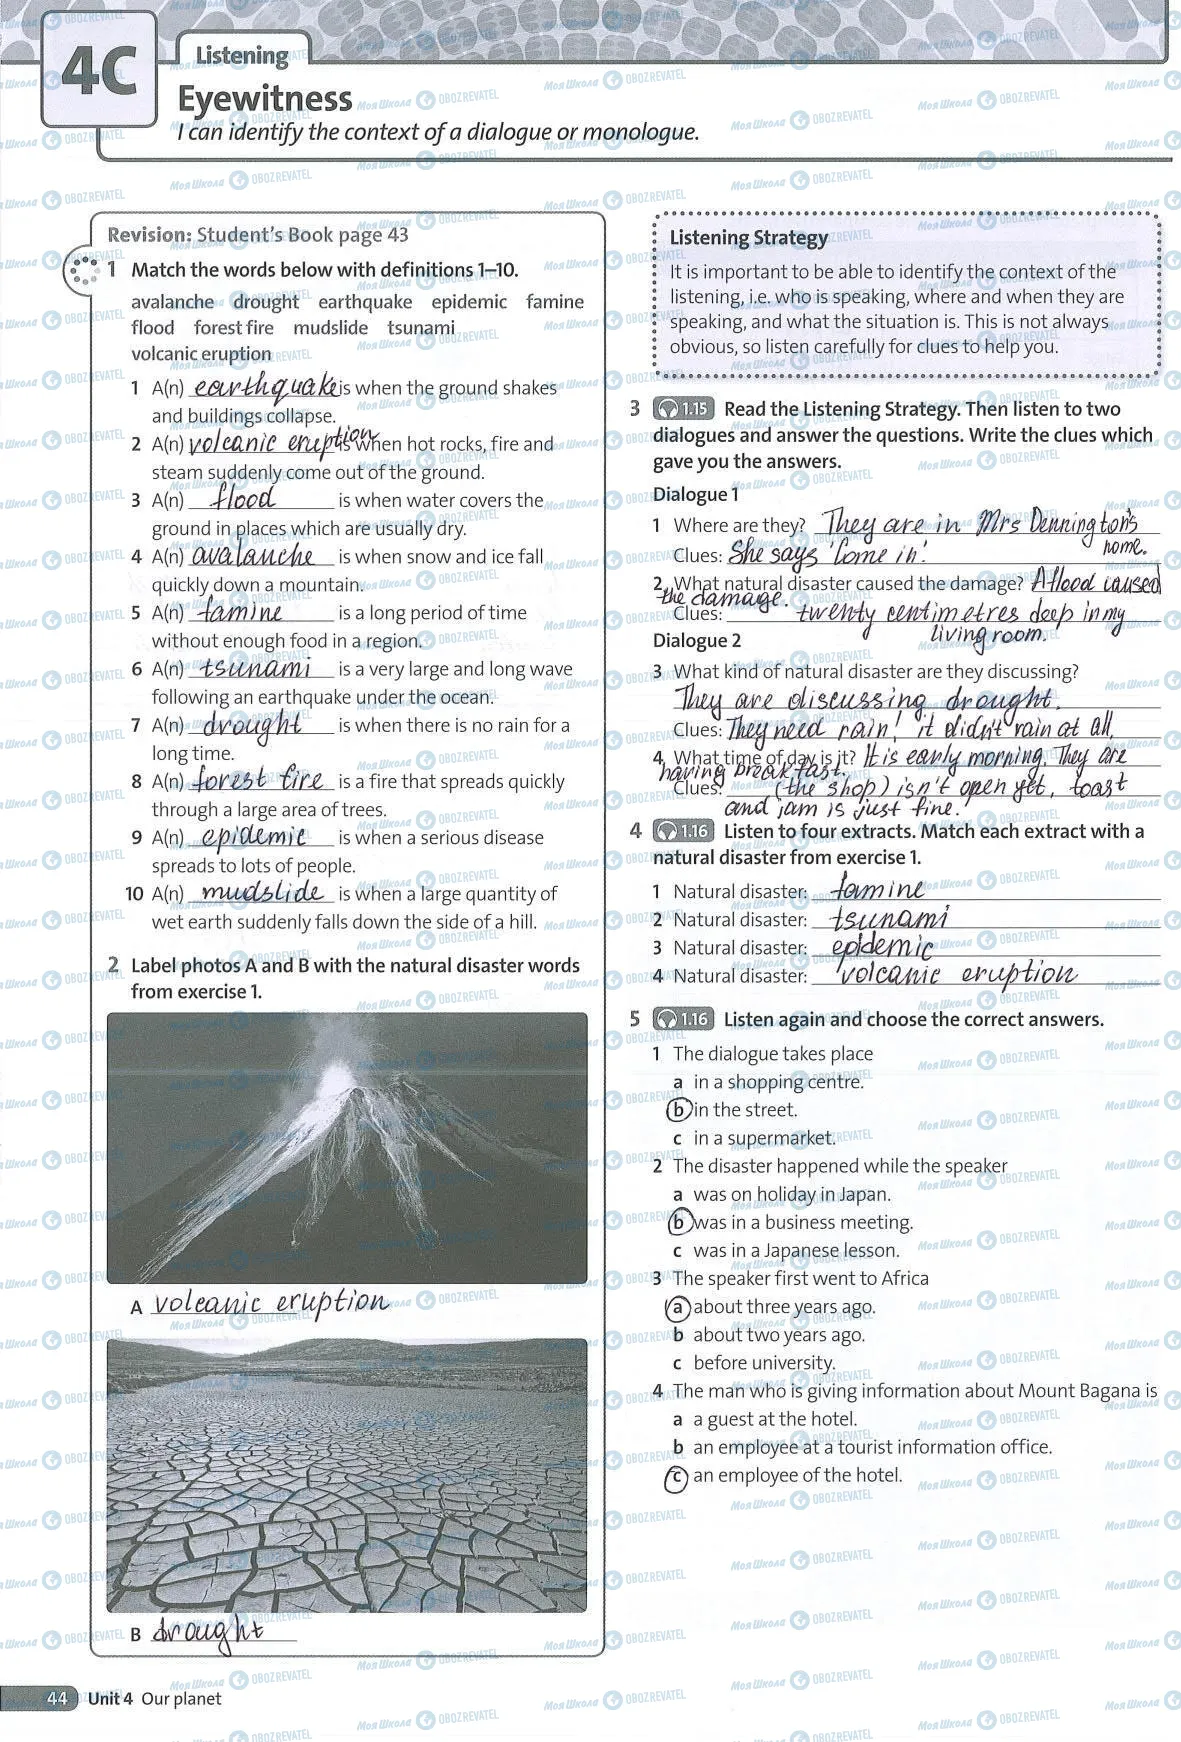 4C
Listening
Eyewitness
I can identify the context of a dialogue or monologue.
Revision: Student's Book page 43
1 Match the words below with definitions 1–10.
avalanche drought earthquake epidemic famine
flood forest fire mudslide tsunami
volcanic eruption
1 A(n) earthquake is when the ground shakes
and buildings collapse.
2 A(n) volcanic eruption is when hot rocks, fire and
steam suddenly come out of the ground.
3 A(n) flood is when water covers the
ground in places which are usually dry.
4 A(n) avalanche is when snow and ice fall
quickly down a mountain.
5 A(n) famine is a long period of time
without enough food in a region.
6 A(n) tsunami is a very large and long wave
following an earthquake under the ocean.
7 A(n) drought is when there is no rain for a
long time.
8 A(n) forest fire is a fire that spreads quickly
through a large area of trees.
9 A(n) epidemic is when a serious disease
spreads to lots of people.
10 A(n) mudslide is when a large quantity of
wet earth suddenly falls down the side of a hill.
2 Label photos A and B with the natural disaster words
from exercise 1.
A volcanic eruption
B drought
Listening Strategy
It is important to be able to identify the context of the
listening, i.e. who is speaking, where and when they are
speaking, and what the situation is. This is not always
obvious, so listen carefully for clues to help you.
3 1.15 Read the Listening Strategy. Then listen to two
dialogues and answer the questions. Write the clues which
gave you the answers.
Dialogue 1
1 Where are they? They are in Mrs Dennington's
home.
Clues: She says 'Come in'.
2 What natural disaster caused the damage? A flood caused
the damage.
Clues: twenty centimetres deep in my
living room.
Dialogue 2
3 What kind of natural disaster are they discussing?
They are discussing drought.
Clues: They need rain! it didn't rain at all,
4 What time of day is it? It is early morning. They are
having breakfast.
Clues: (the shop) isn't open yet, toast
and jam is just fine!
4 1.16 Listen to four extracts. Match each extract with a
natural disaster from exercise 1.
1 Natural disaster: famine
2 Natural disaster: tsunami
3 Natural disaster: epidemic
4 Natural disaster: volcanic eruption
5 1.16 Listen again and choose the correct answers.
1 The dialogue takes place
a in a shopping centre.
b in the street.
c in a supermarket.
2 The disaster happened while the speaker
a was on holiday in Japan.
b was in a business meeting.
c was in a Japanese lesson.
3 The speaker first went to Africa
a about three years ago.
b about two years ago.
c before university.
4 The man who is giving information about Mount Bagana is
a a guest at the hotel.
b an employee at a tourist information office.
c an employee of the hotel.
44 Unit 4 Our planet
Моя Школа OBOZREVATEL